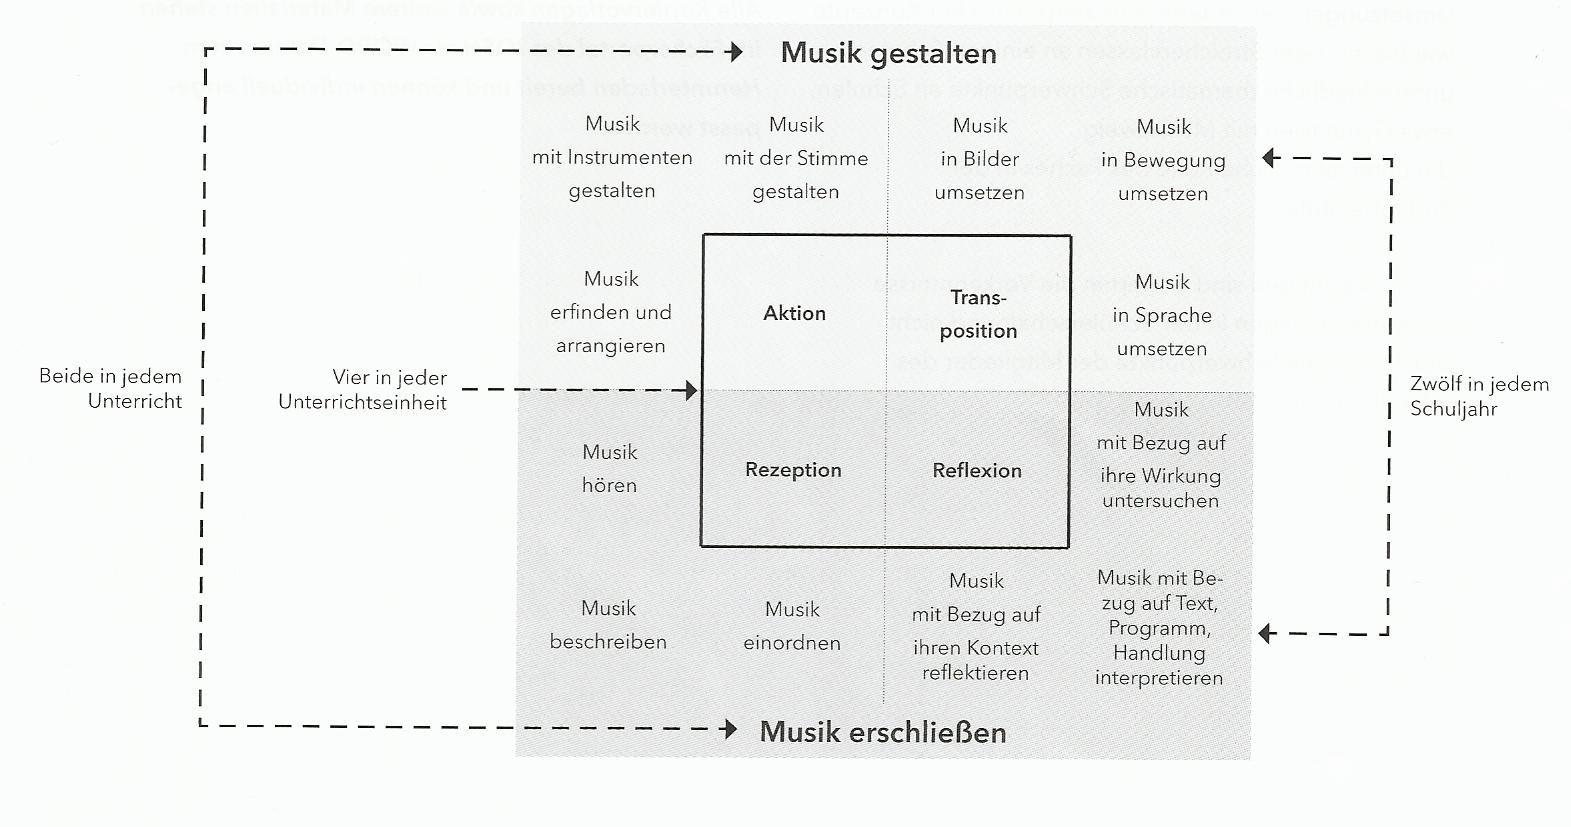 Musik gestalten
Musik
mit Instrumenten
gestalten
Musik
mit der Stimme
gestalten
Musik
in Bilder
umsetzen
Musik
in Bewegung
umsetzen
Musik
erfinden und
arrangieren
Aktion
Trans-
position
Musik
in Sprache
umsetzen
Beide in jedem
Unterricht
Vier in jeder
Unterrichtseinheit
Zwölf in jedem
Schuljahr
Musik
hören
Rezeption
Reflexion
Musik
mit Bezug auf
ihre Wirkung
untersuchen
Musik
beschreiben
Musik
einordnen
Musik
mit Bezug auf
ihren Kontext
reflektieren
Musik mit Be-
zug auf Text,
Programm,
Handlung
interpretieren
Musik erschließen